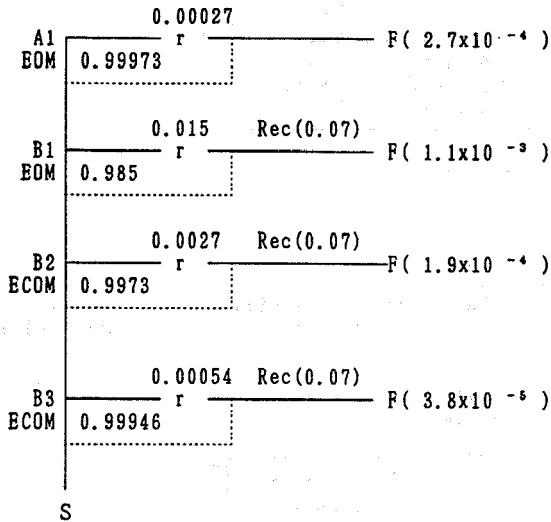 0.00027
A1 r F( 2.7x10 ⁻⁴ )
EOM 0.99973
0.015 Rec(0.07)
B1 r F( 1.1x10 ⁻³ )
EOM 0.985
0.0027 Rec(0.07)
B2 r F( 1.9x10 ⁻⁴ )
ECOM 0.9973
0.00054 Rec(0.07)
B3 r F( 3.8x10 ⁻⁵ )
ECOM 0.99946
S